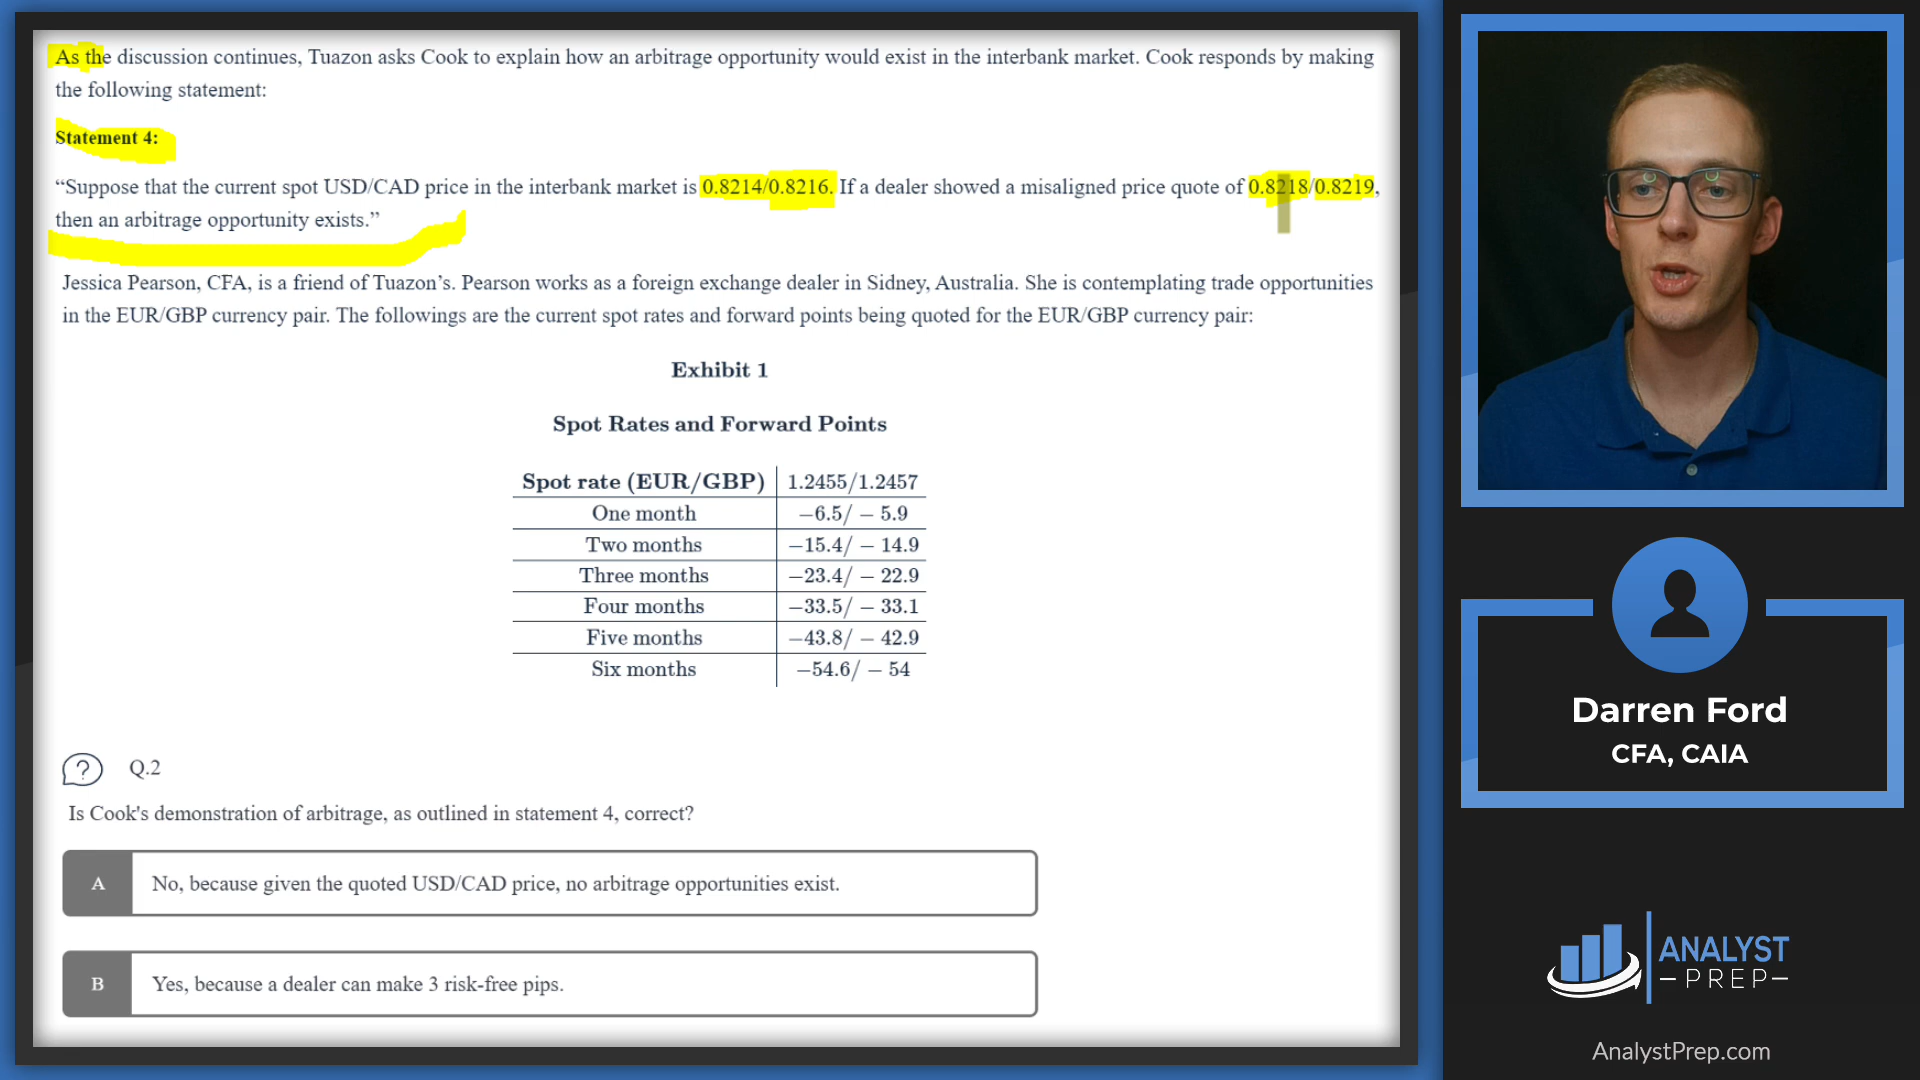 As the discussion continues, Tuazon asks Cook to explain how an arbitrage opportunity would exist in the interbank market. Cook responds by making
the following statement:
Statement 4:
“Suppose that the current spot USD/CAD price in the interbank market is 0.8214/0.8216. If a dealer showed a misaligned price quote of 0.8218/0.8219,
then an arbitrage opportunity exists.”
Jessica Pearson, CFA, is a friend of Tuazon’s. Pearson works as a foreign exchange dealer in Sidney, Australia. She is contemplating trade opportunities
in the EUR/GBP currency pair. The followings are the current spot rates and forward points being quoted for the EUR/GBP currency pair:
Exhibit 1
Spot Rates and Forward Points
Spot rate (EUR/GBP) 1.2455/1.2457
One month −6.5/ − 5.9
Two months −15.4/ − 14.9
Three months −23.4/ − 22.9
Four months −33.5/ − 33.1
Five months −43.8/ − 42.9
Six months −54.6/ − 54
? Q.2
Is Cook's demonstration of arbitrage, as outlined in statement 4, correct?
A No, because given the quoted USD/CAD price, no arbitrage opportunities exist.
B Yes, because a dealer can make 3 risk-free pips.
Darren Ford
CFA, CAIA
ANALYST
–PREP–
AnalystPrep.com